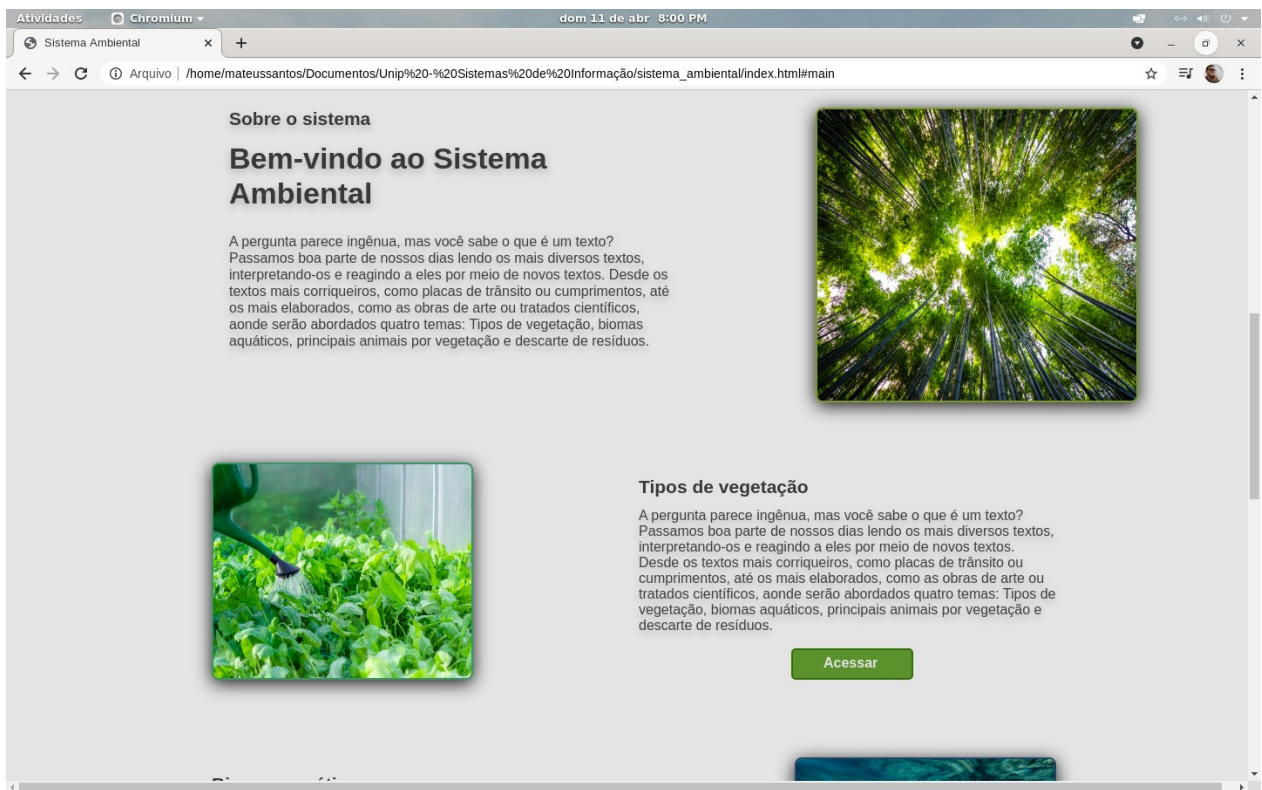 Atividades
Chromium
dom 11 de abr 8:00 PM
Sistema Ambiental
Arquivo
/home/mateussantos/Documentos/Unip%20-%20Sistemas%20de%20Informação/sistema_ambiental/index.html#main
Sobre o sistema
Bem-vindo ao Sistema
Ambiental
A pergunta parece ingênua, mas você sabe o que é um texto?
Passamos boa parte de nossos dias lendo os mais diversos textos,
interpretando-os e reagindo a eles por meio de novos textos. Desde os
textos mais corriqueiros, como placas de trânsito ou cumprimentos, até
os mais elaborados, como as obras de arte ou tratados científicos,
aonde serão abordados quatro temas: Tipos de vegetação, biomas
aquáticos, principais animais por vegetação e descarte de resíduos.
Tipos de vegetação
A pergunta parece ingênua, mas você sabe o que é um texto?
Passamos boa parte de nossos dias lendo os mais diversos textos,
interpretando-os e reagindo a eles por meio de novos textos.
Desde os textos mais corriqueiros, como placas de trânsito ou
cumprimentos, até os mais elaborados, como as obras de arte ou
tratados científicos, aonde serão abordados quatro temas: Tipos de
vegetação, biomas aquáticos, principais animais por vegetação e
descarte de resíduos.
Acessar